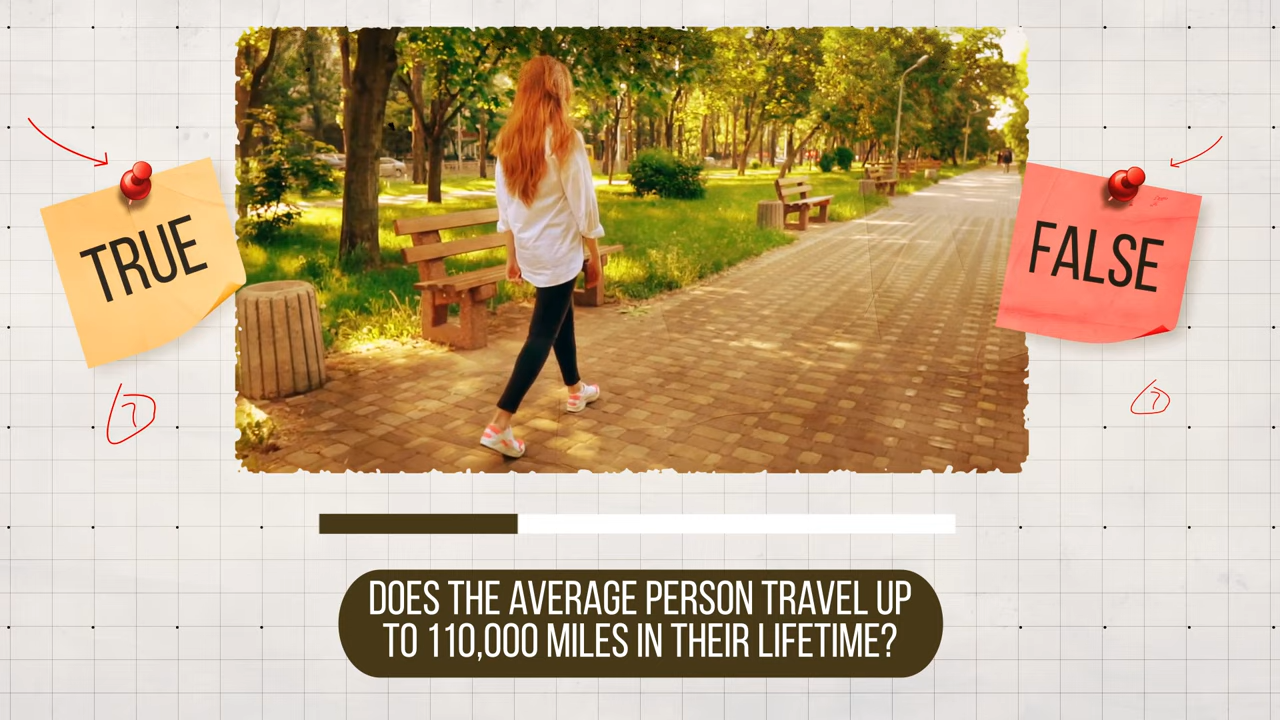 TRUE
FALSE
?
?
DOES THE AVERAGE PERSON TRAVEL UP
TO 110,000 MILES IN THEIR LIFETIME?